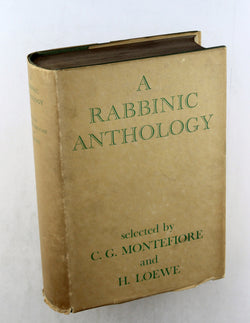 A
RABBINIC
ANTHOLOGY
selected by
C. G. MONTEFIORE
and
H. LOEWE